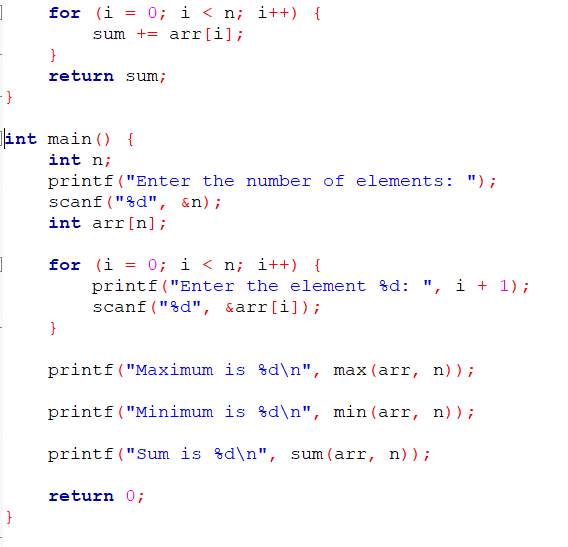 for (i = 0; i < n; i++) {
        sum += arr[i];
    }
    return sum;
}

int main() {
    int n;
    printf("Enter the number of elements: ");
    scanf("%d", &n);
    int arr[n];

    for (i = 0; i < n; i++) {
        printf("Enter the element %d: ", i + 1);
        scanf("%d", &arr[i]);
    }

    printf("Maximum is %d\n", max(arr, n));

    printf("Minimum is %d\n", min(arr, n));

    printf("Sum is %d\n", sum(arr, n));

    return 0;
}